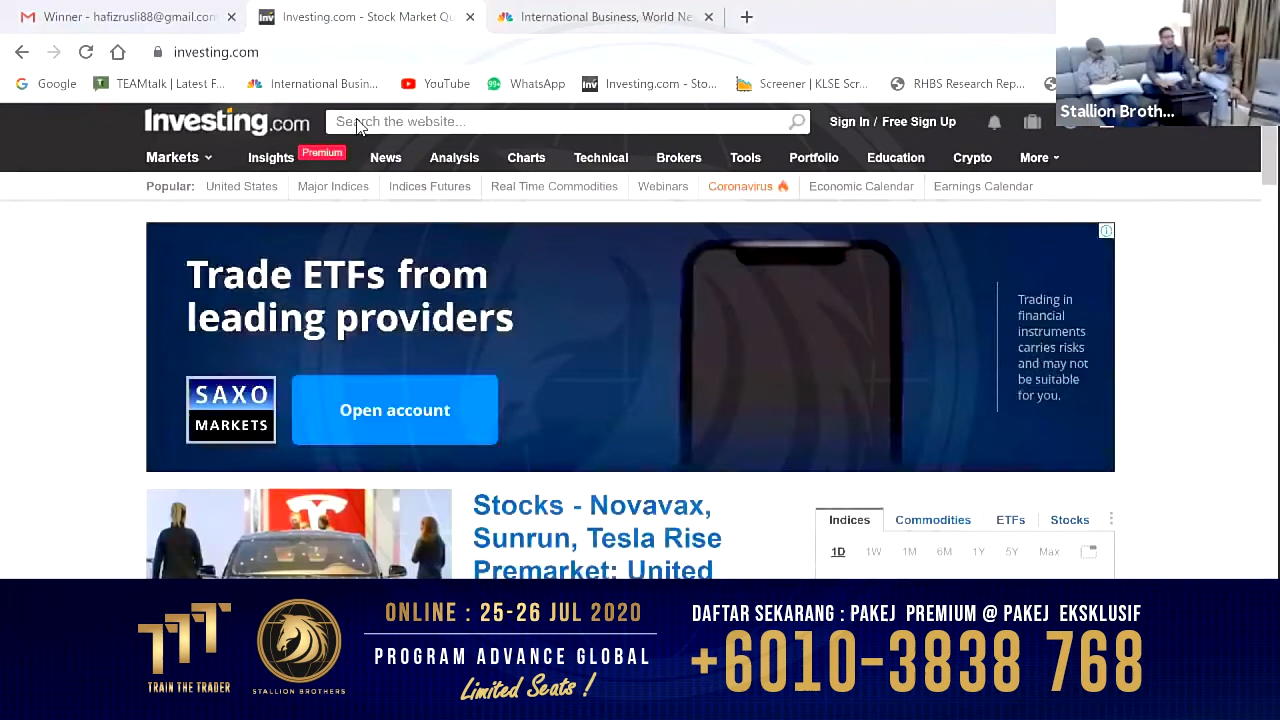 Winner - hafizrusli88@gmail.con
Investing.com - Stock Market Qu
International Business, World Ne
investing.com
Google
TEAMtalk | Latest F...
International Busin...
YouTube
WhatsApp
Investing.com - Sto...
Screener | KLSE Scr...
RHBS Research Rep...
Stallion Broth...
Investing.com
Search the website...
Sign In / Free Sign Up
Markets
Insights
Premium
News
Analysis
Charts
Technical
Brokers
Tools
Portfolio
Education
Crypto
More
Popular:
United States
Major Indices
Indices Futures
Real Time Commodities
Webinars
Coronavirus
Economic Calendar
Earnings Calendar
Trade ETFs from
leading providers
SAXO
MARKETS
Open account
Trading in
financial
instruments
carries risks
and may not
be suitable
for you.
Stocks - Novavax,
Sunrun, Tesla Rise
Premarket; United
Indices
Commodities
ETFs
Stocks
1D
1W
1M
6M
1Y
5Y
Max
TTT
TRAIN THE TRADER
STALLION BROTHERS
ONLINE : 25-26 JUL 2020
PROGRAM ADVANCE GLOBAL
Limited Seats !
DAFTAR SEKARANG : PAKEJ PREMIUM @ PAKEJ EKSKLUSIF
+6010-3838 768